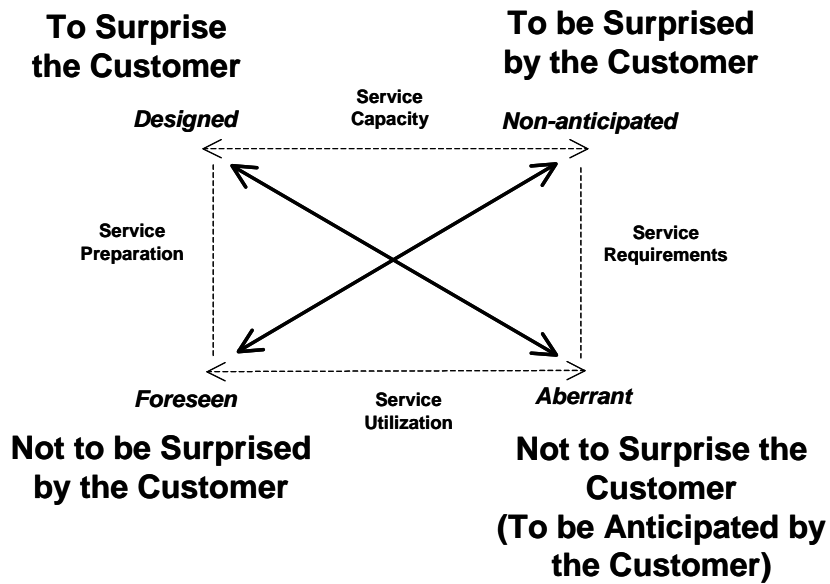 To Surprise
the Customer
To be Surprised
by the Customer
Service
Capacity
Designed
Non-anticipated
Service
Preparation
Service
Requirements
Foreseen
Service
Utilization
Aberrant
Not to be Surprised
by the Customer
Not to Surprise the
Customer
(To be Anticipated by
the Customer)